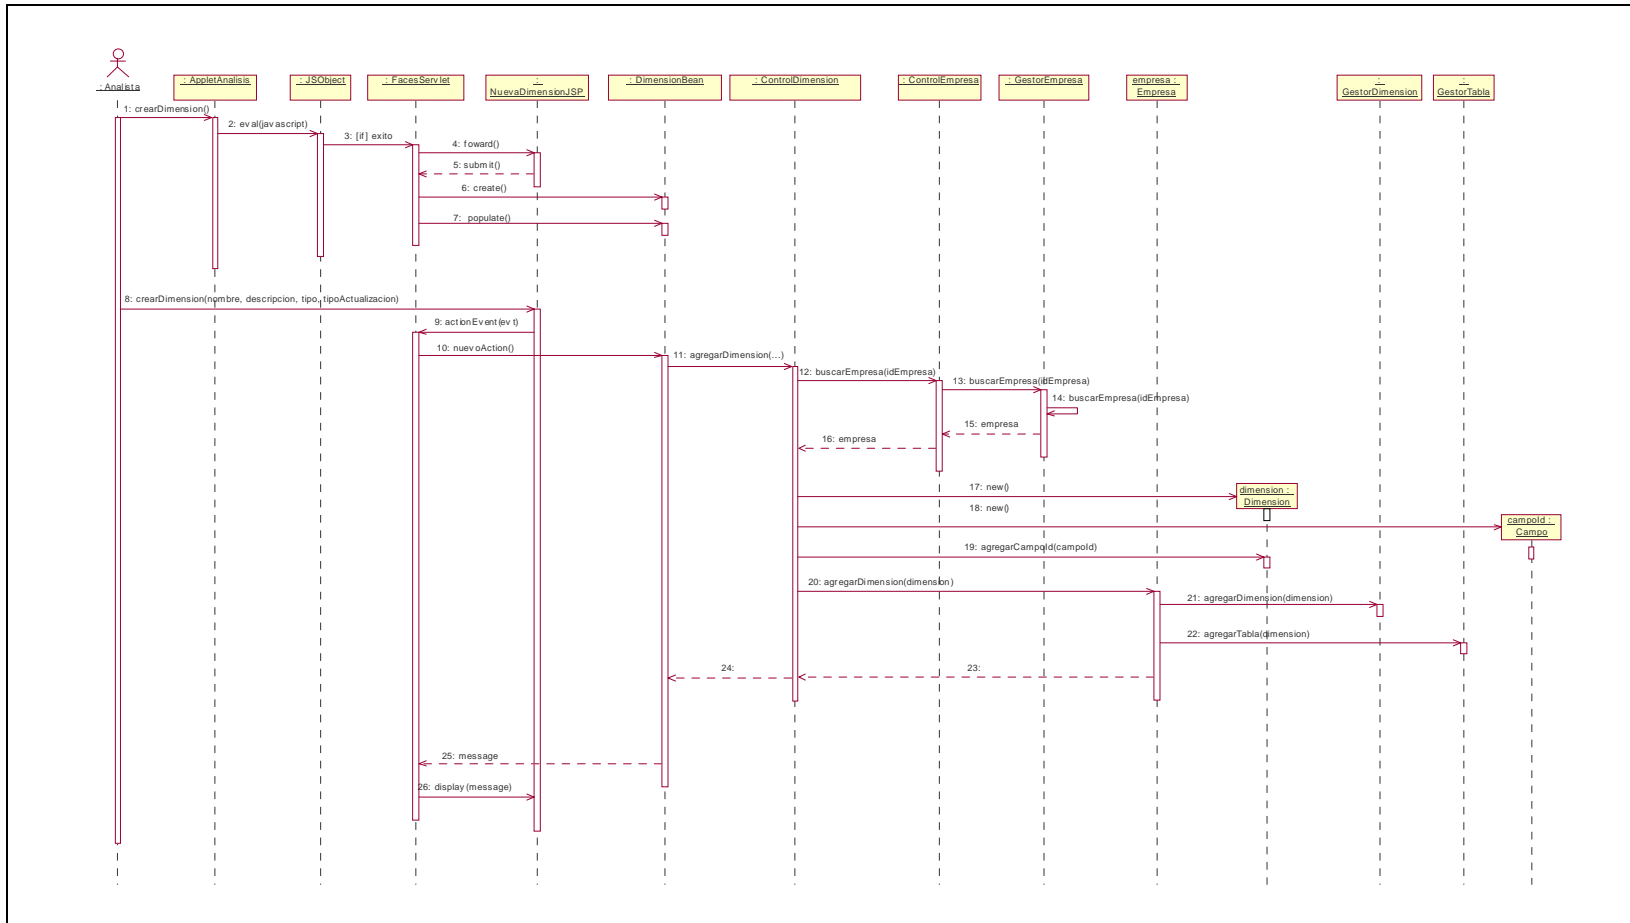 : Analista
: AppletAnalisis
: JSObject
: FacesServlet
:
NuevaDimensionJSP
: DimensionBean
: ControlDimension
: ControlEmpresa
: GestorEmpresa
empresa :
Empresa
:
GestorDimension
:
GestorTabla
1: crearDimension()
2: eval(javascript)
3: [if] exito
4: foward()
5: submit()
6: create()
7: populate()
8: crearDimension(nombre, descripcion, tipo, tipoActualizacion)
9: actionEvent(evt)
10: nuevoAction()
11: agregarDimension(...)
12: buscarEmpresa(idEmpresa)
13: buscarEmpresa(idEmpresa)
14: buscarEmpresa(idEmpresa)
15: empresa
16: empresa
17: new()
dimension :
Dimension
18: new()
campoId :
Campo
19: agregarCampoId(campoId)
20: agregarDimension(dimension)
21: agregarDimension(dimension)
22: agregarTabla(dimension)
23:
24:
25: message
26: display(message)